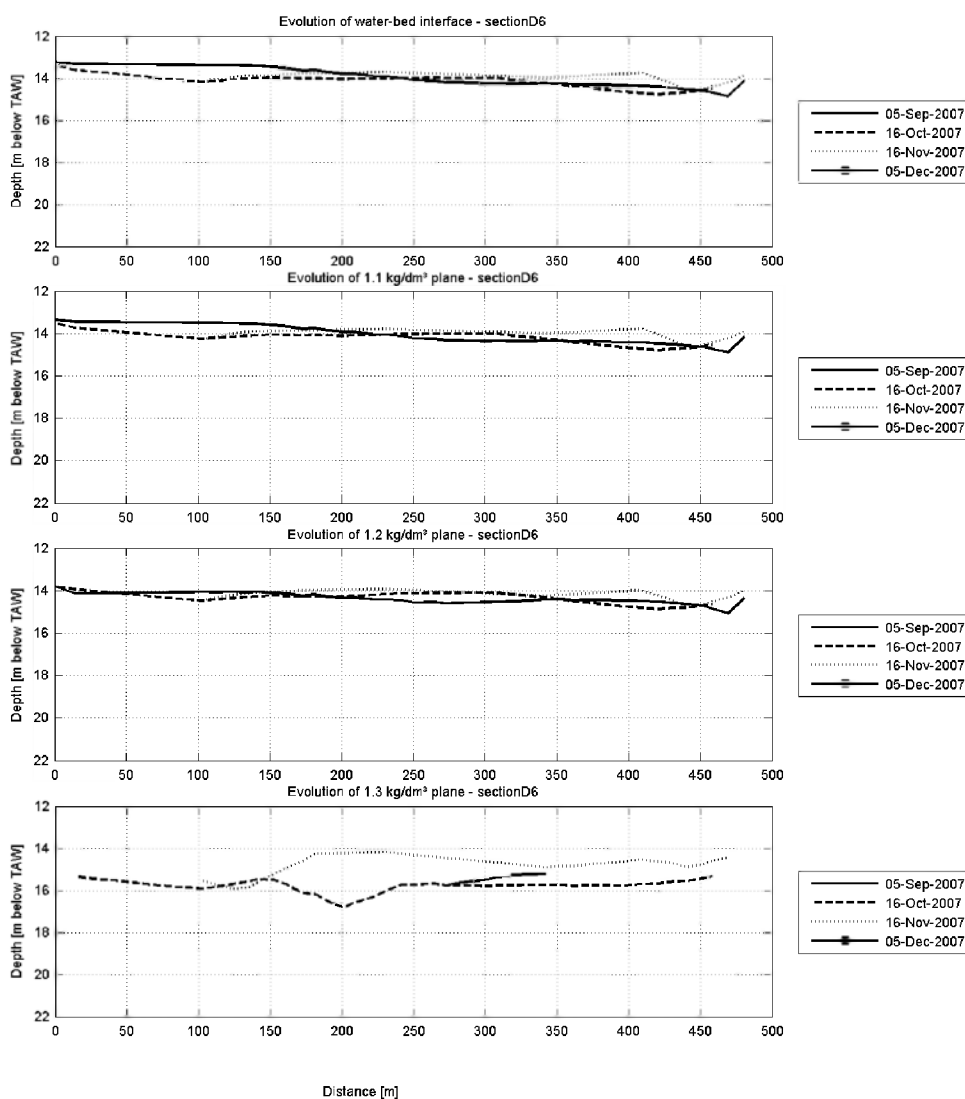 Evolution of water-bed interface - sectionD6
12
14
16
18
20
22
Depth [m below TAW]
0 50 100 150 200 250 300 350 400 450 500
05-Sep-2007
16-Oct-2007
16-Nov-2007
05-Dec-2007
Evolution of 1.1 kg/dm³ plane - sectionD6
12
14
16
18
20
22
Depth [m below TAW]
0 50 100 150 200 250 300 350 400 450 500
05-Sep-2007
16-Oct-2007
16-Nov-2007
05-Dec-2007
Evolution of 1.2 kg/dm³ plane - sectionD6
12
14
16
18
20
22
Depth [m below TAW]
0 50 100 150 200 250 300 350 400 450 500
05-Sep-2007
16-Oct-2007
16-Nov-2007
05-Dec-2007
Evolution of 1.3 kg/dm³ plane - sectionD6
12
14
16
18
20
22
Depth [m below TAW]
0 50 100 150 200 250 300 350 400 450 500
05-Sep-2007
16-Oct-2007
16-Nov-2007
05-Dec-2007
Distance [m]